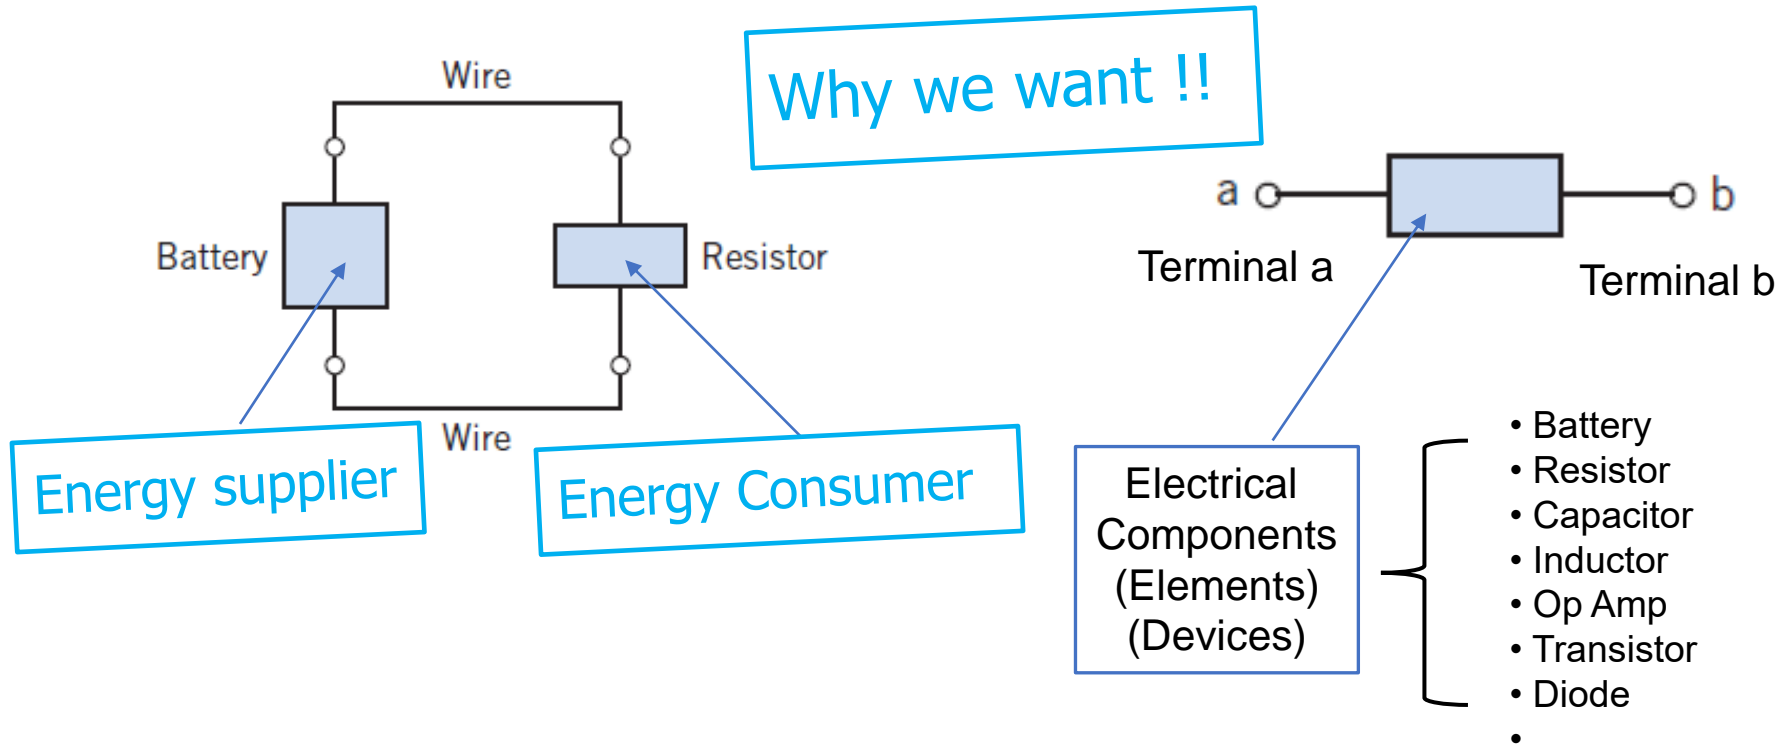 Why we want !!
Wire
Battery
Resistor
Wire
Energy supplier
Energy Consumer
a
b
Terminal a
Terminal b
Electrical
Components
(Elements)
(Devices)
• Battery
• Resistor
• Capacitor
• Inductor
• Op Amp
• Transistor
• Diode
•